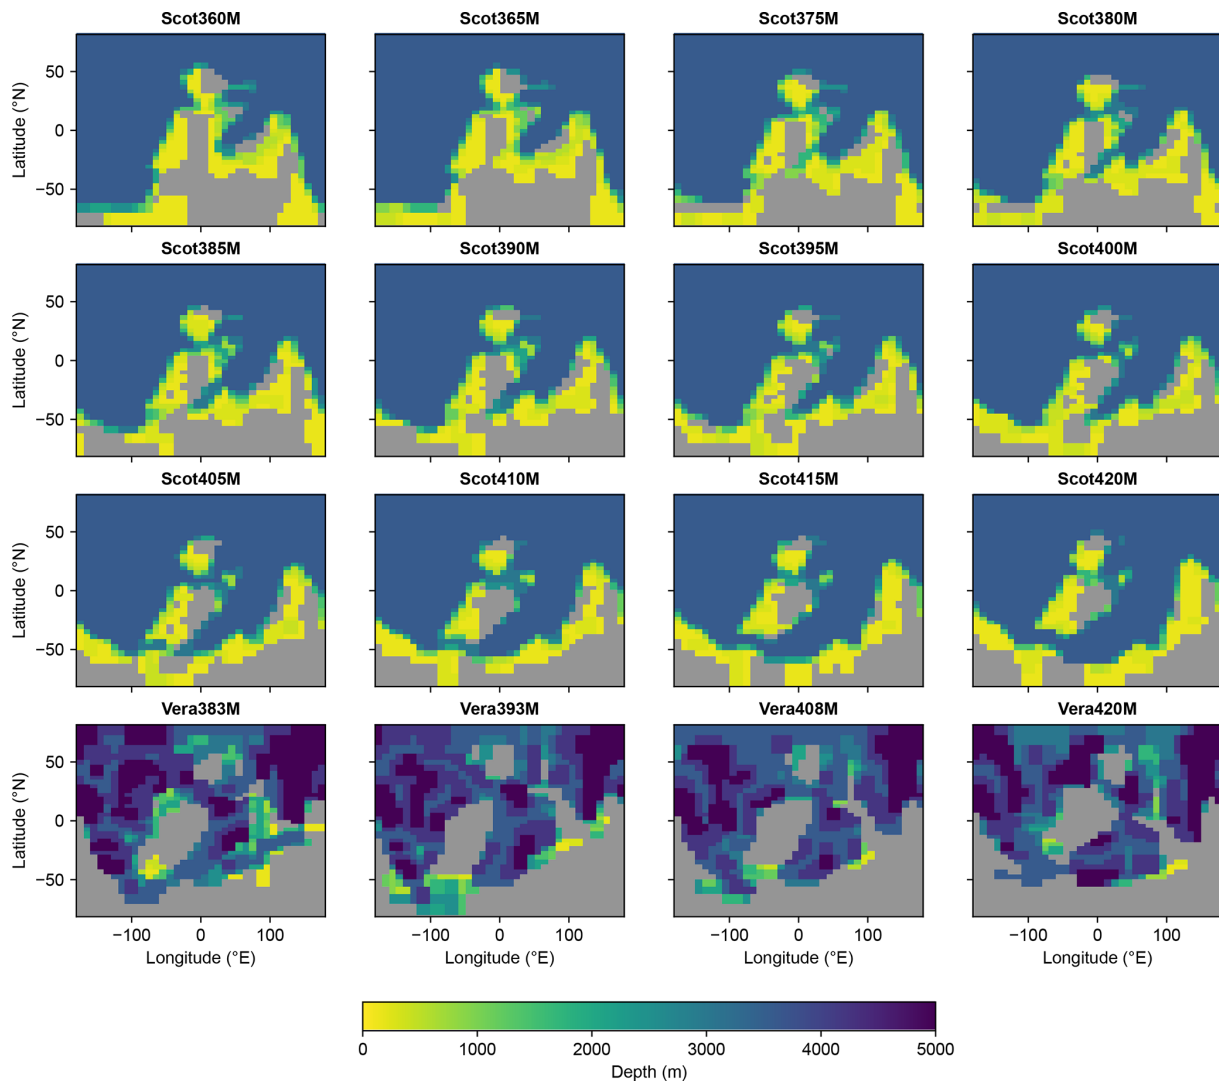 Scot360M Scot365M Scot375M Scot380M
50
0
−50
Latitude (°N)
Scot385M Scot390M Scot395M Scot400M
50
0
−50
Latitude (°N)
Scot405M Scot410M Scot415M Scot420M
50
0
−50
Latitude (°N)
Vera383M Vera393M Vera408M Vera420M
50
0
−50
Latitude (°N)
−100 0 100 −100 0 100 −100 0 100 −100 0 100
Longitude (°E) Longitude (°E) Longitude (°E) Longitude (°E)
0 1000 2000 3000 4000 5000
Depth (m)